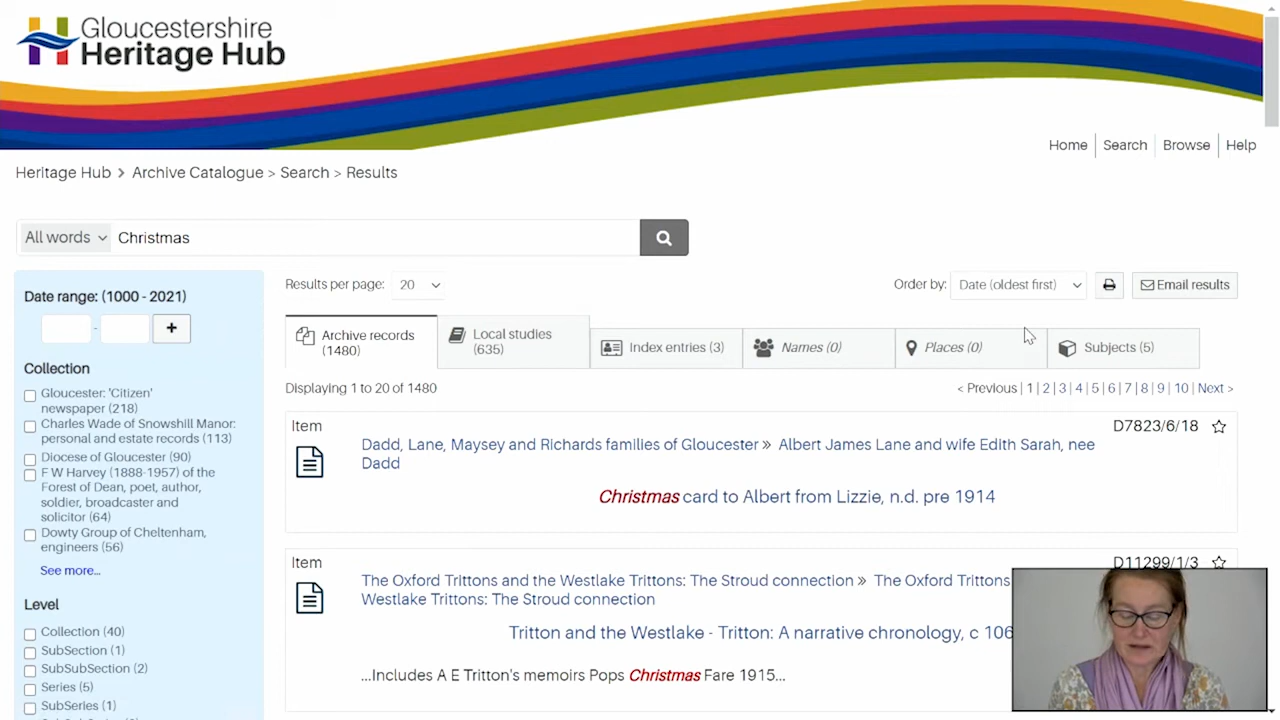 Gloucestershire
Heritage Hub
Home
Search
Browse
Help
Heritage Hub > Archive Catalogue > Search > Results
All words
Christmas
Date range: (1000 - 2021)
-
+
Collection
Gloucester: 'Citizen'
newspaper (218)
Charles Wade of Snowshill Manor:
personal and estate records (113)
Diocese of Gloucester (90)
F W Harvey (1888-1957) of the
Forest of Dean, poet, author,
soldier, broadcaster and
solicitor (64)
Dowty Group of Cheltenham,
engineers (56)
See more...
Level
Collection (40)
SubSection (1)
SubSubSection (2)
Series (5)
SubSeries (1)
Results per page: 20
Order by: Date (oldest first)
Email results
Archive records
(1480)
Local studies
(635)
Index entries (3)
Names (0)
Places (0)
Subjects (5)
Displaying 1 to 20 of 1480
< Previous | 1 | 2 | 3 | 4 | 5 | 6 | 7 | 8 | 9 | 10 | Next >
Item
D7823/6/18
Dadd, Lane, Maysey and Richards families of Gloucester » Albert James Lane and wife Edith Sarah, nee
Dadd
Christmas card to Albert from Lizzie, n.d. pre 1914
Item
D11299/1/3
The Oxford Trittons and the Westlake Trittons: The Stroud connection » The Oxford Trittons
Westlake Trittons: The Stroud connection
Tritton and the Westlake - Tritton: A narrative chronology, c 106
...Includes A E Tritton's memoirs Pops Christmas Fare 1915...